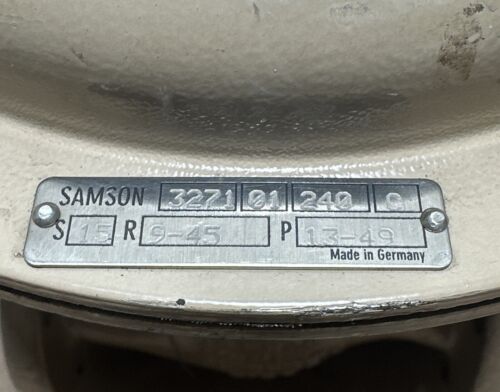 SAMSON 3271 01 240 G
S 15 R 9-45 P 13-49
Made in Germany